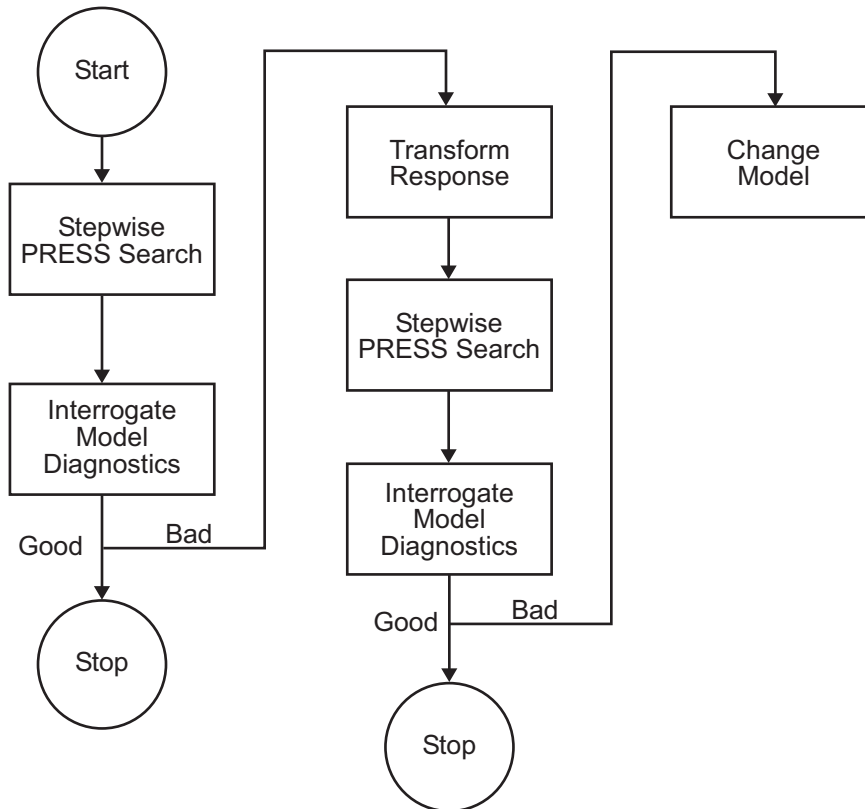 Start
Stepwise
PRESS Search
Interrogate
Model
Diagnostics
Good
Bad
Stop
Transform
Response
Stepwise
PRESS Search
Interrogate
Model
Diagnostics
Good
Bad
Stop
Change
Model